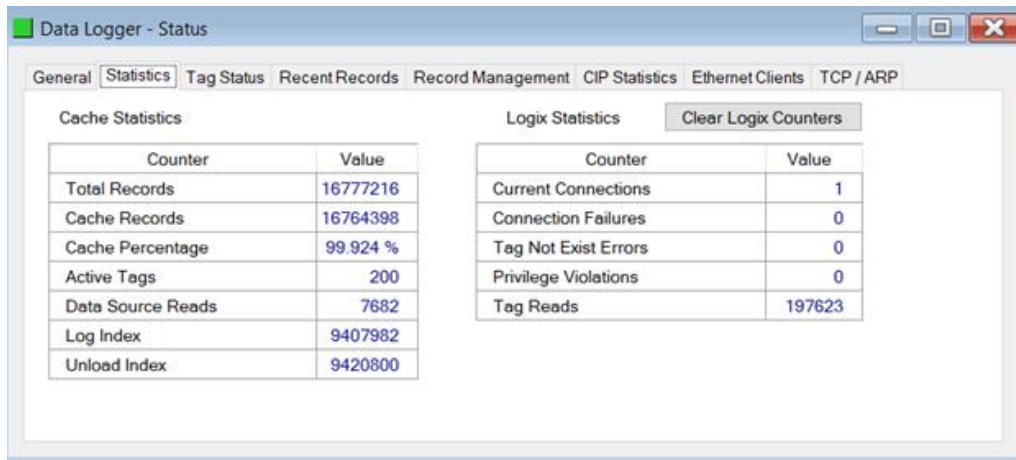 Data Logger - Status
General Statistics Tag Status Recent Records Record Management CIP Statistics Ethernet Clients TCP / ARP
Cache Statistics
Counter Value
Total Records 16777216
Cache Records 16764398
Cache Percentage 99.924 %
Active Tags 200
Data Source Reads 7682
Log Index 9407982
Unload Index 9420800
Logix Statistics Clear Logix Counters
Counter Value
Current Connections 1
Connection Failures 0
Tag Not Exist Errors 0
Privilege Violations 0
Tag Reads 197623